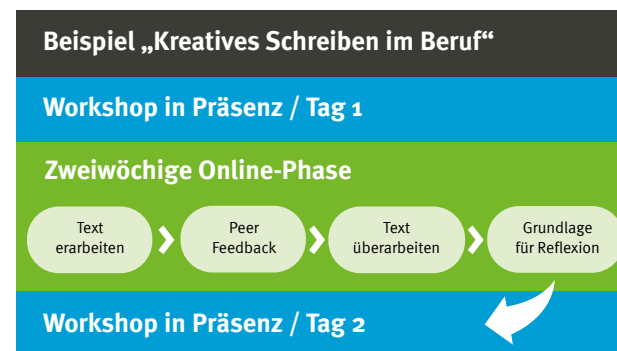 Beispiel „Kreatives Schreiben im Beruf“
Workshop in Präsenz / Tag 1
Zweiwöchige Online-Phase
Text
erarbeiten
Peer
Feedback
Text
überarbeiten
Grundlage
für Reflexion
Workshop in Präsenz / Tag 2